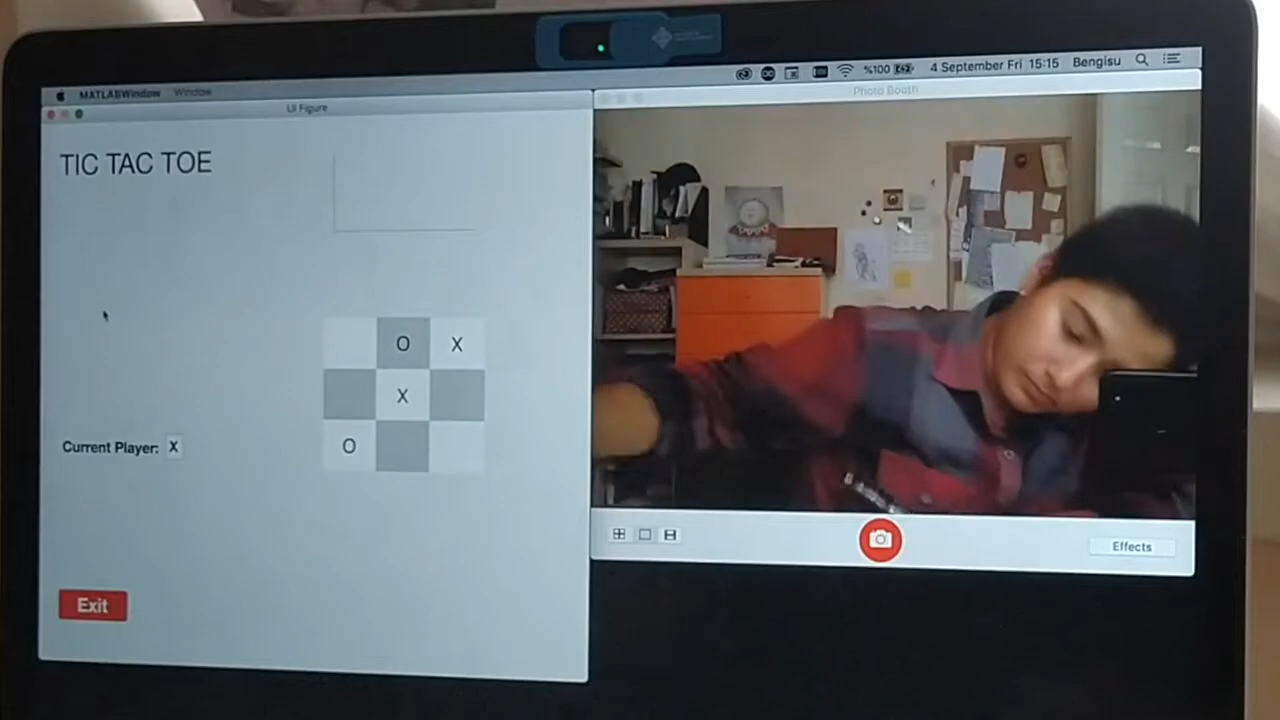 MATLABWindow Window
%100 4 September Fri 15:15 Bengisu
UI Figure
Photo Booth
TIC TAC TOE
O X
X
O
Current Player: X
Exit
Effects